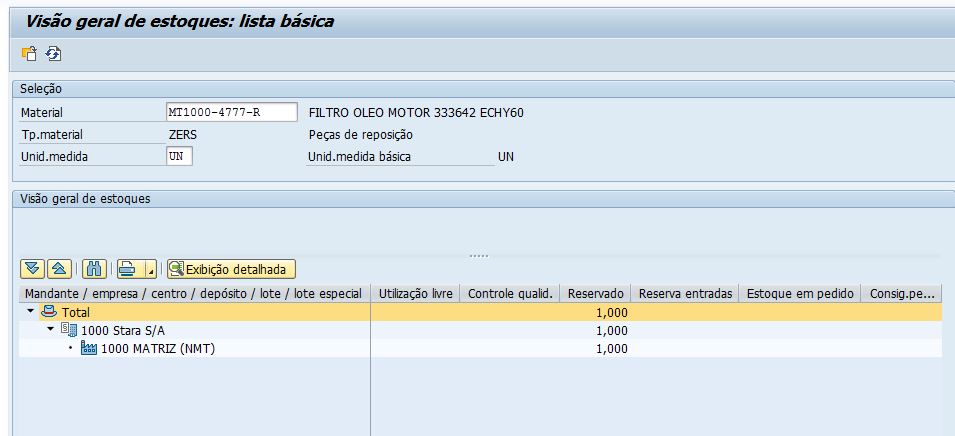 Visão geral de estoques: lista básica
Seleção
Material MT1000-4777-R FILTRO OLEO MOTOR 333642 ECHY60
Tp.material ZERS Peças de reposição
Unid.medida UN Unid.medida básica UN
Visão geral de estoques
Exibição detalhada
Mandante / empresa / centro / depósito / lote / lote especial Utilização livre Controle qualid. Reservado Reserva entradas Estoque em pedido Consig.pe...
Total 1,000
1000 Stara S/A 1,000
1000 MATRIZ (NMT) 1,000